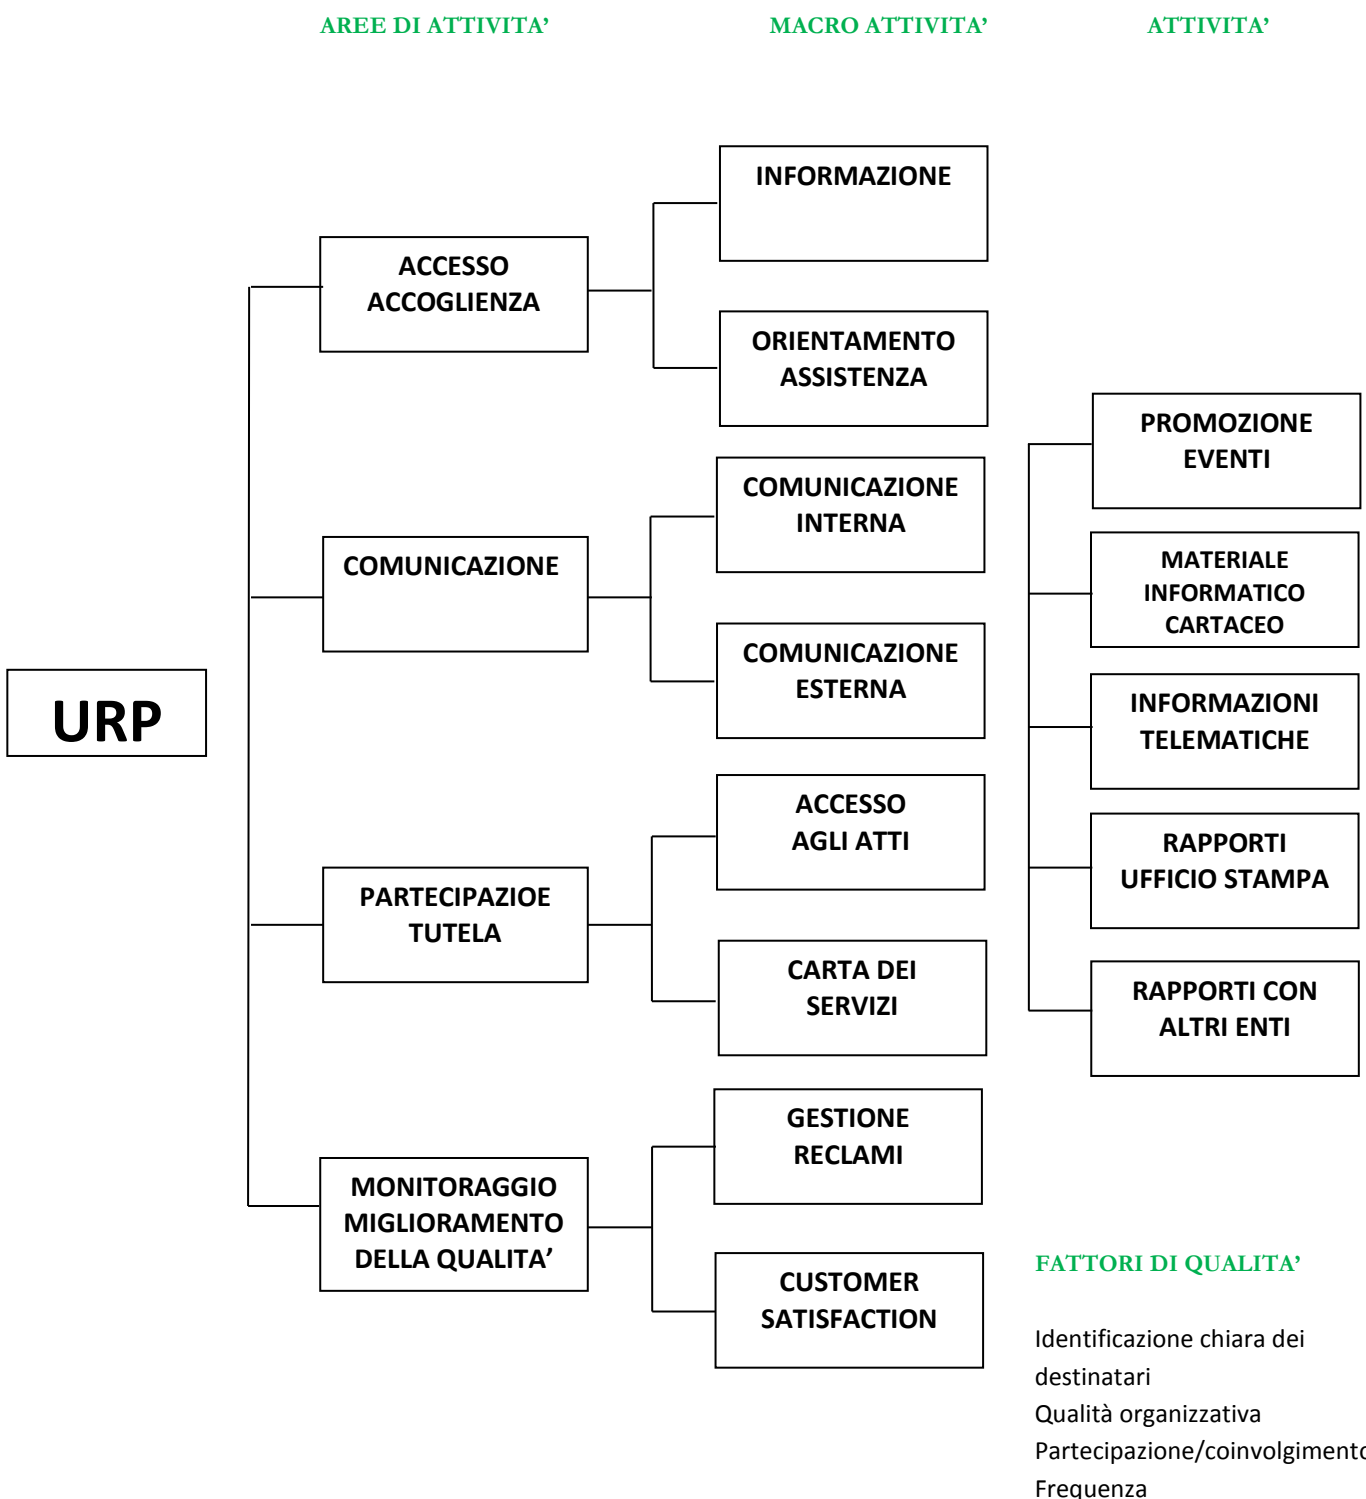 AREE DI ATTIVITA’
MACRO ATTIVITA’
ATTIVITA’
INFORMAZIONE
ACCESSO
ACCOGLIENZA
ORIENTAMENTO
ASSISTENZA
PROMOZIONE
EVENTI
COMUNICAZIONE
INTERNA
COMUNICAZIONE
MATERIALE
INFORMATICO
CARTACEO
COMUNICAZIONE
ESTERNA
URP
INFORMAZIONI
TELEMATICHE
ACCESSO
AGLI ATTI
RAPPORTI
UFFICIO STAMPA
PARTECIPAZIOE
TUTELA
CARTA DEI
SERVIZI
RAPPORTI CON
ALTRI ENTI
GESTIONE
RECLAMI
MONITORAGGIO
MIGLIORAMENTO
DELLA QUALITA’
CUSTOMER
SATISFACTION
FATTORI DI QUALITA’
Identificazione chiara dei
destinatari
Qualità organizzativa
Partecipazione/coinvolgimento
Frequenza